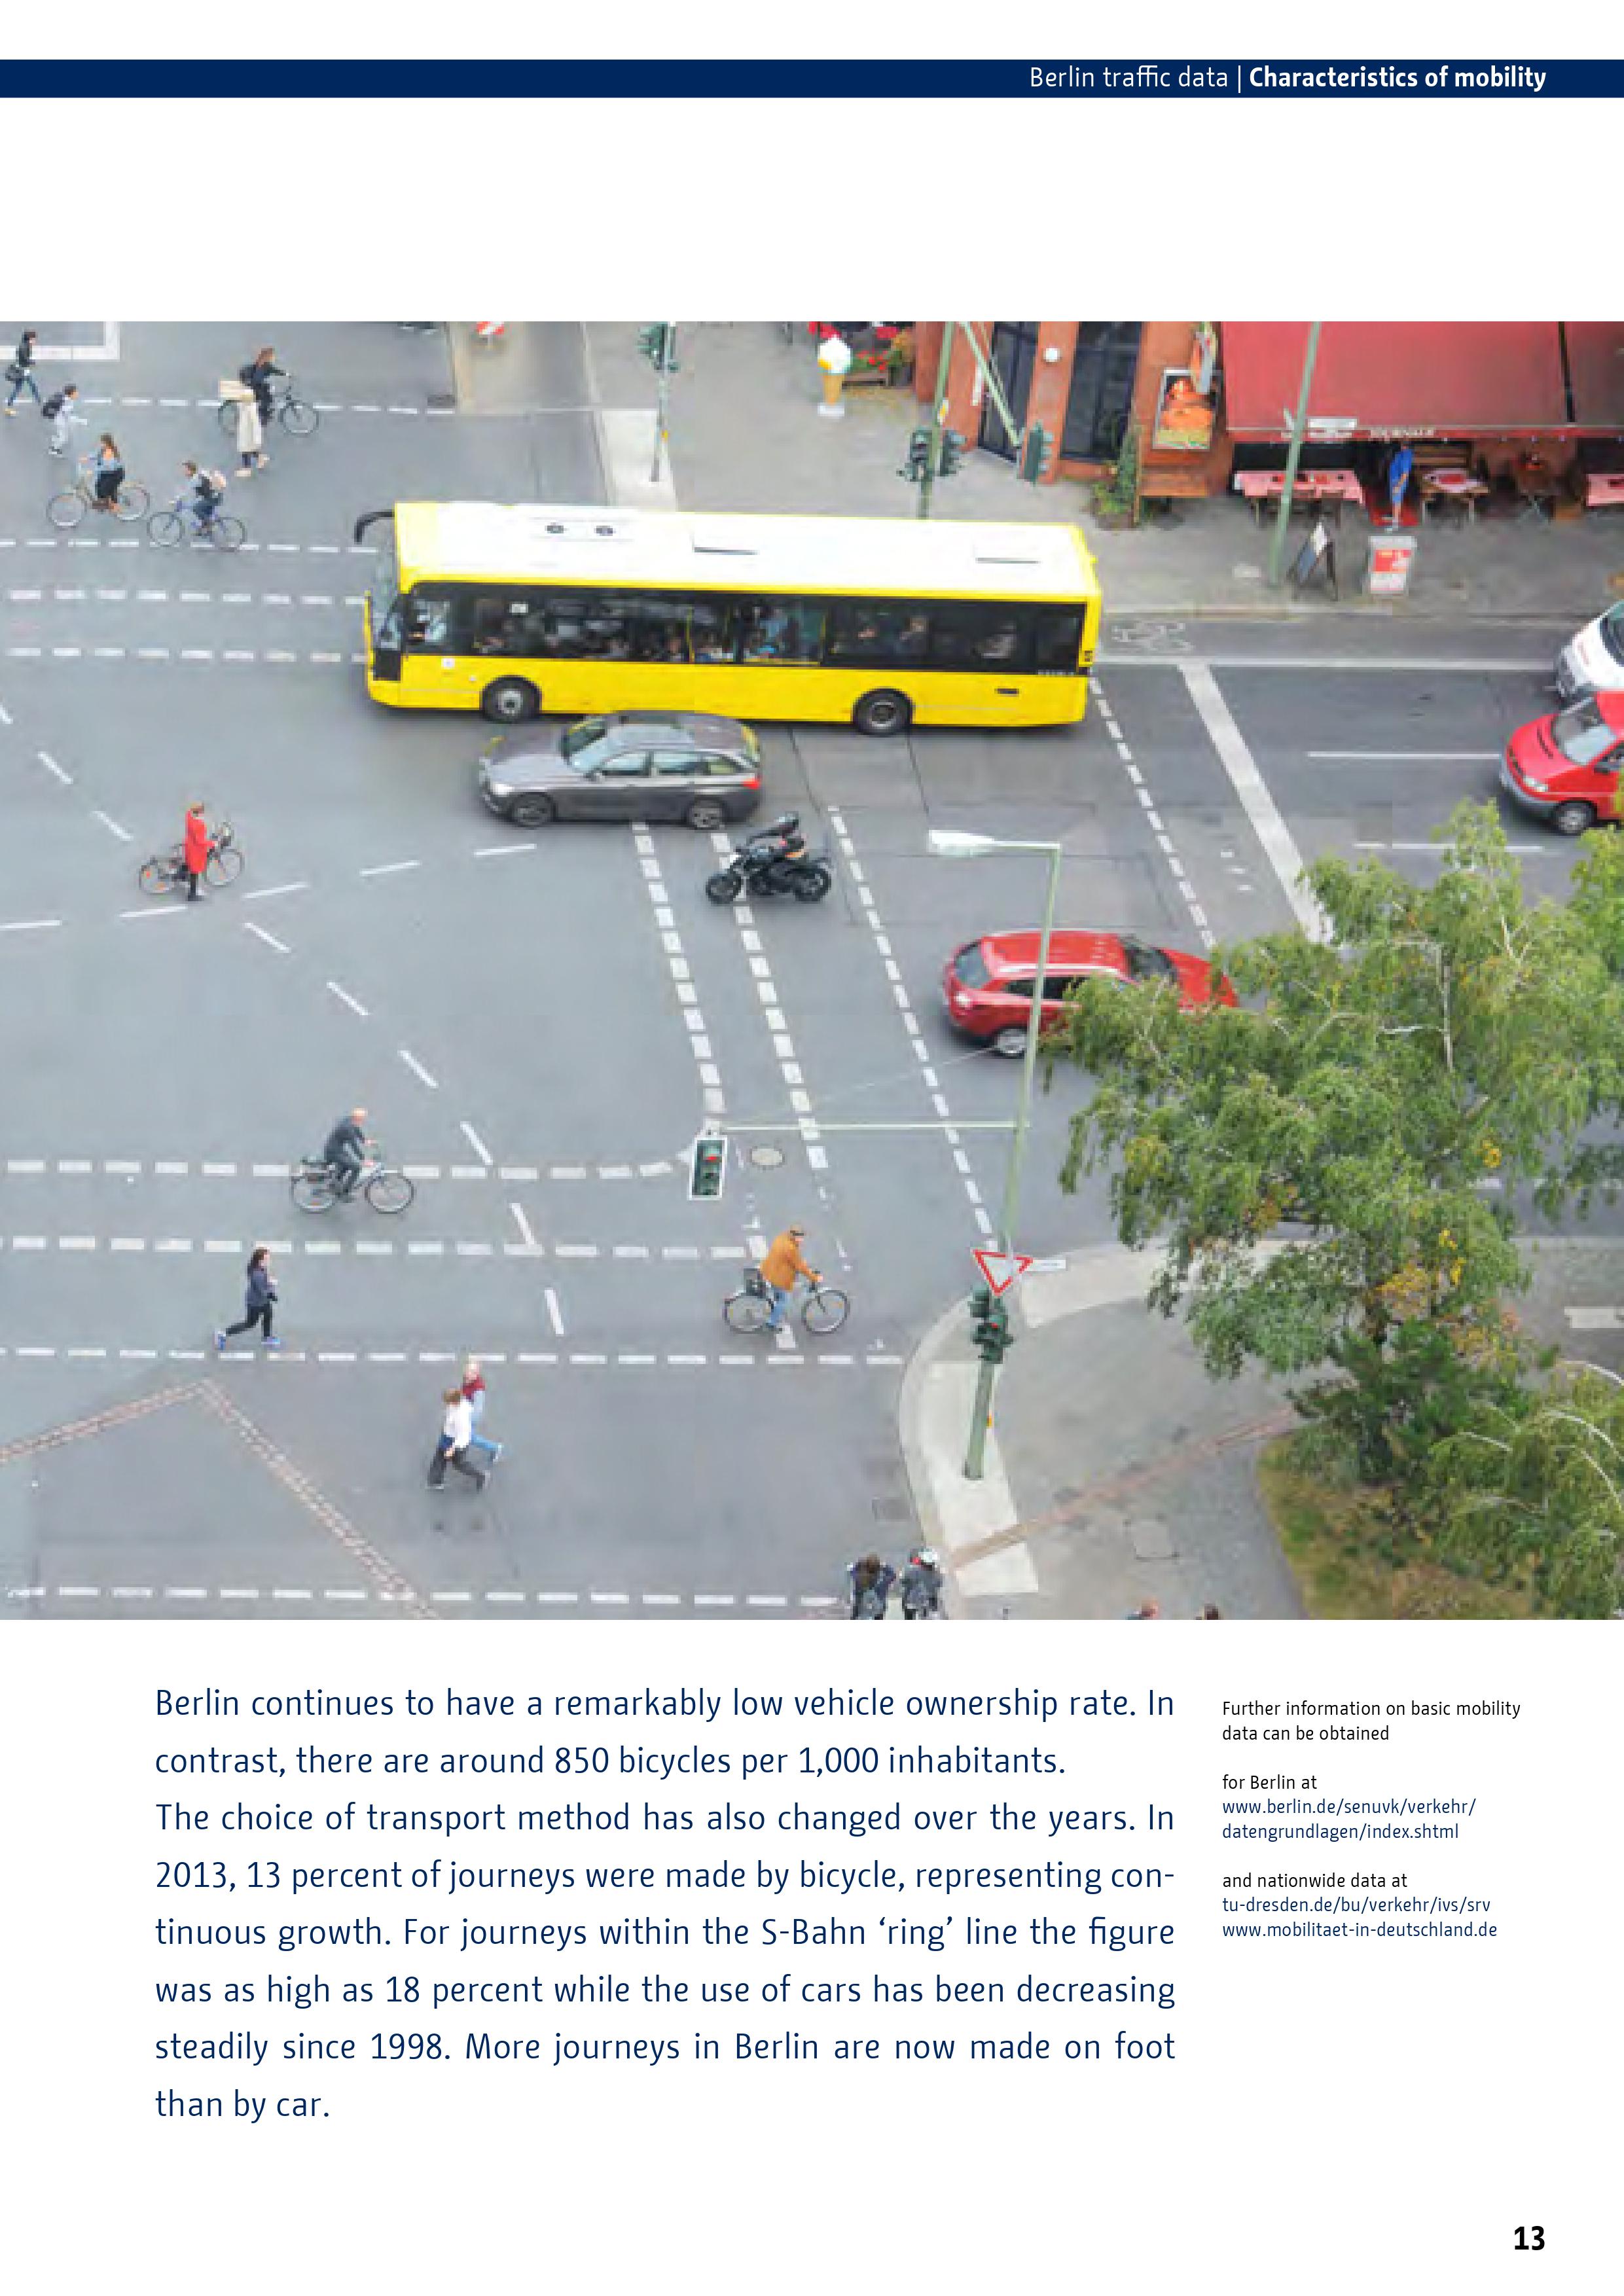 Berlin traffic data | Characteristics of mobility
Berlin continues to have a remarkably low vehicle ownership rate. In
contrast, there are around 850 bicycles per 1,000 inhabitants.
The choice of transport method has also changed over the years. In
2013, 13 percent of journeys were made by bicycle, representing con-
tinuous growth. For journeys within the S-Bahn ‘ring’ line the figure
was as high as 18 percent while the use of cars has been decreasing
steadily since 1998. More journeys in Berlin are now made on foot
than by car.
Further information on basic mobility
data can be obtained
for Berlin at
www.berlin.de/senuvk/verkehr/
datengrundlagen/index.shtml
and nationwide data at
tu-dresden.de/bu/verkehr/ivs/srv
www.mobilitaet-in-deutschland.de
13